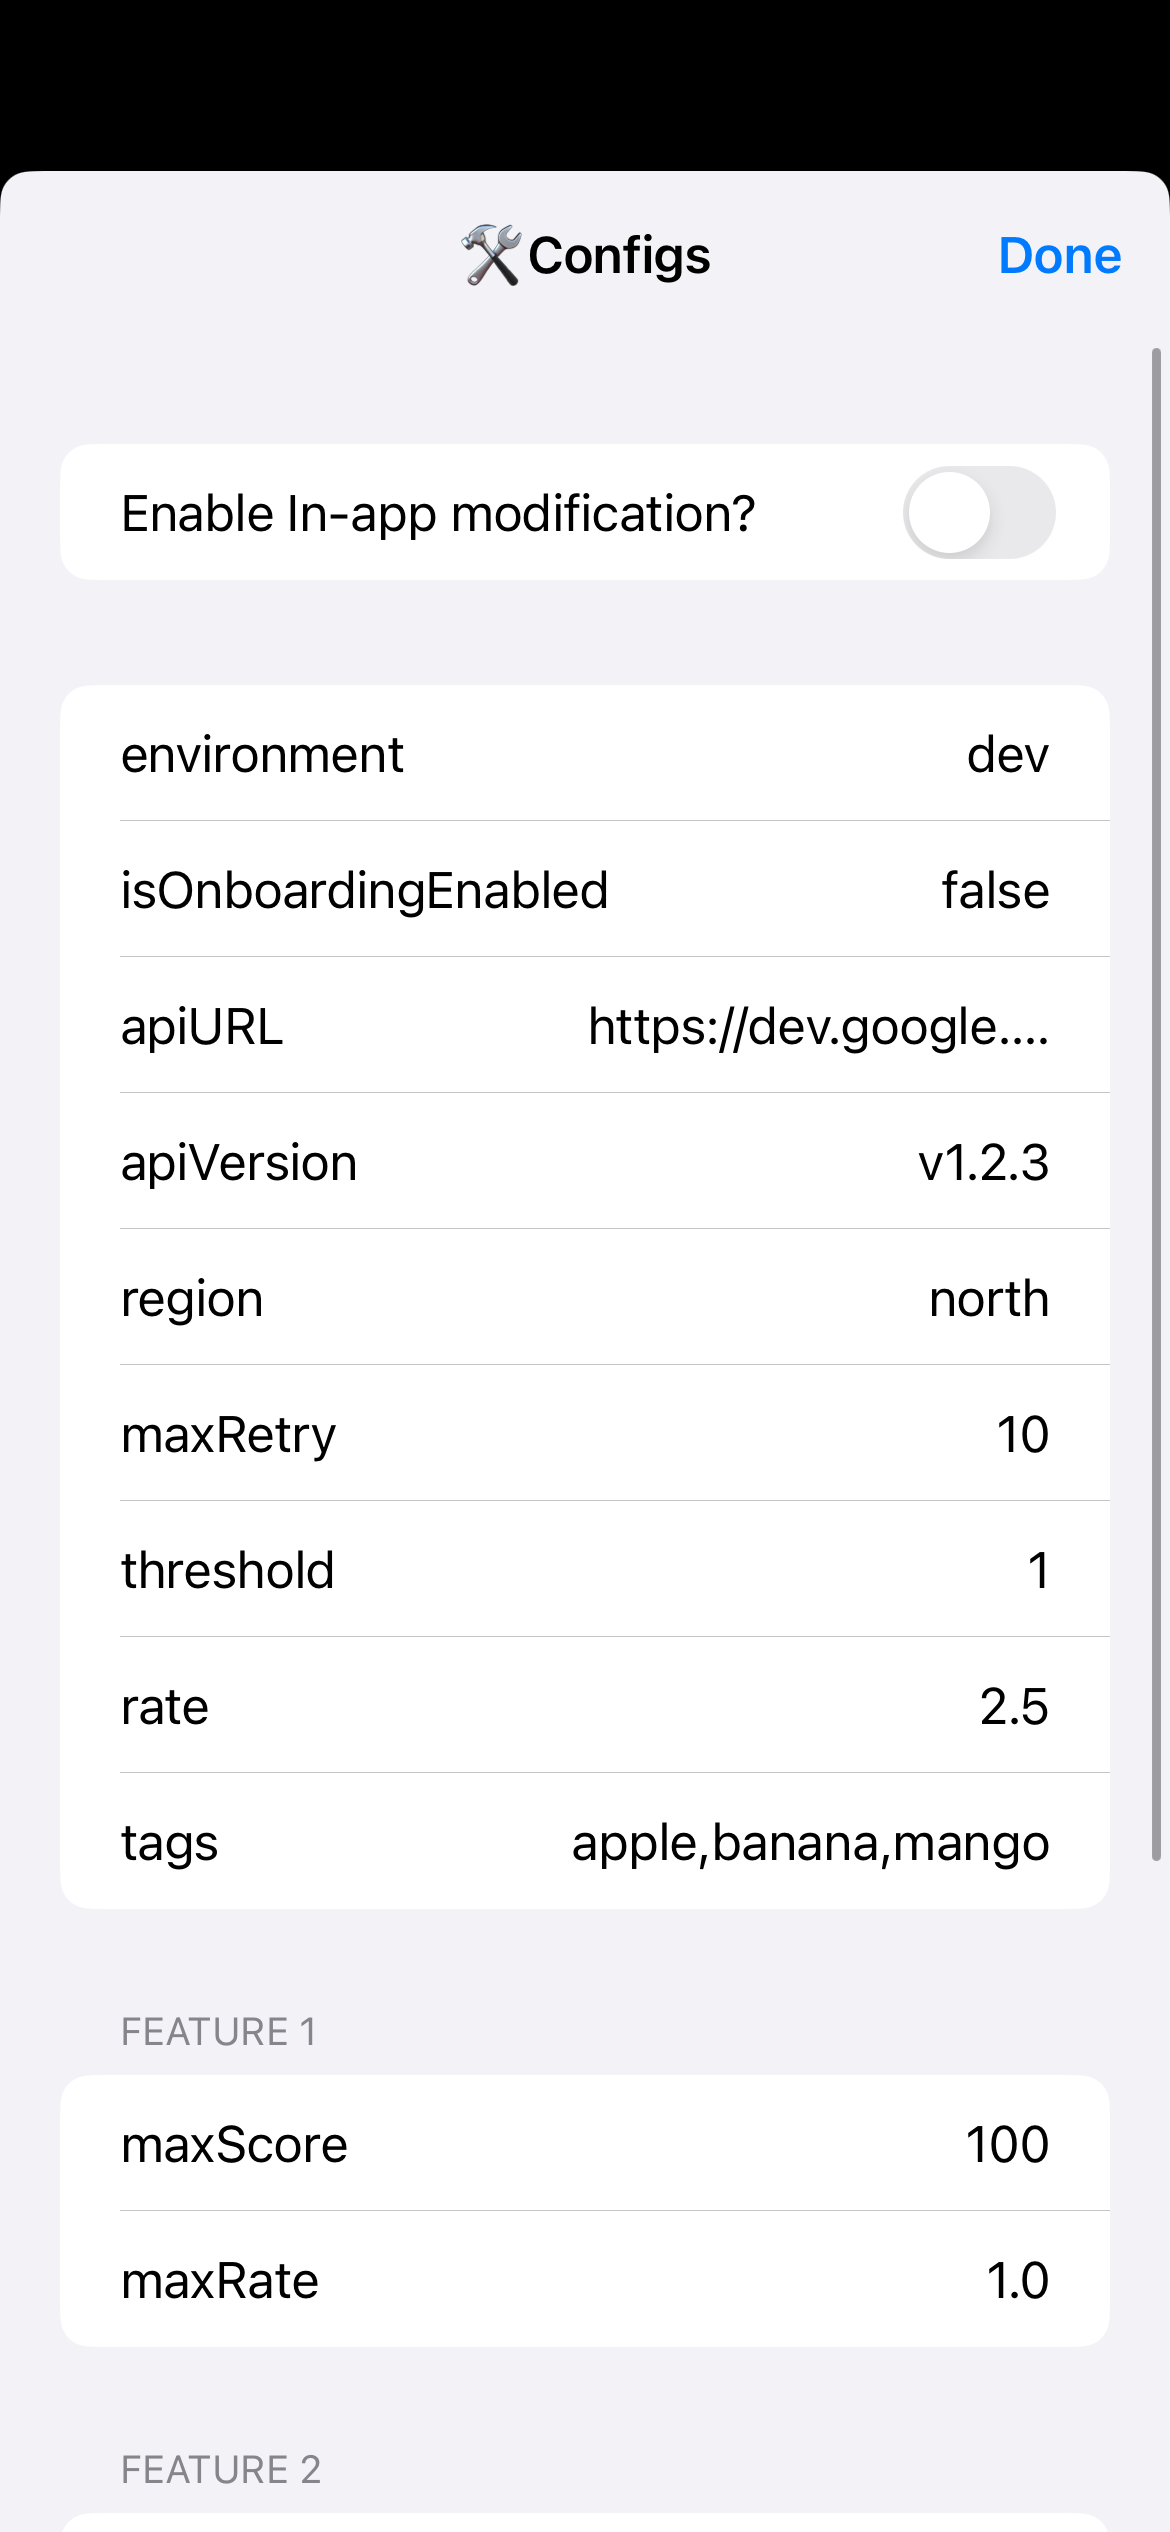 🛠Configs
Done
Enable In-app modification?
environment dev
isOnboardingEnabled false
apiURL https://dev.google....
apiVersion v1.2.3
region north
maxRetry 10
threshold 1
rate 2.5
tags apple,banana,mango
FEATURE 1
maxScore 100
maxRate 1.0
FEATURE 2